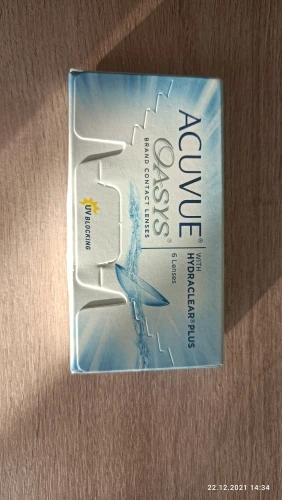 ACUVUE®
OASYS®
BRAND CONTACT LENSES
WITH
HYDRACLEAR® PLUS
6 Lenses
UV BLOCKING
22.12.2021 14:34